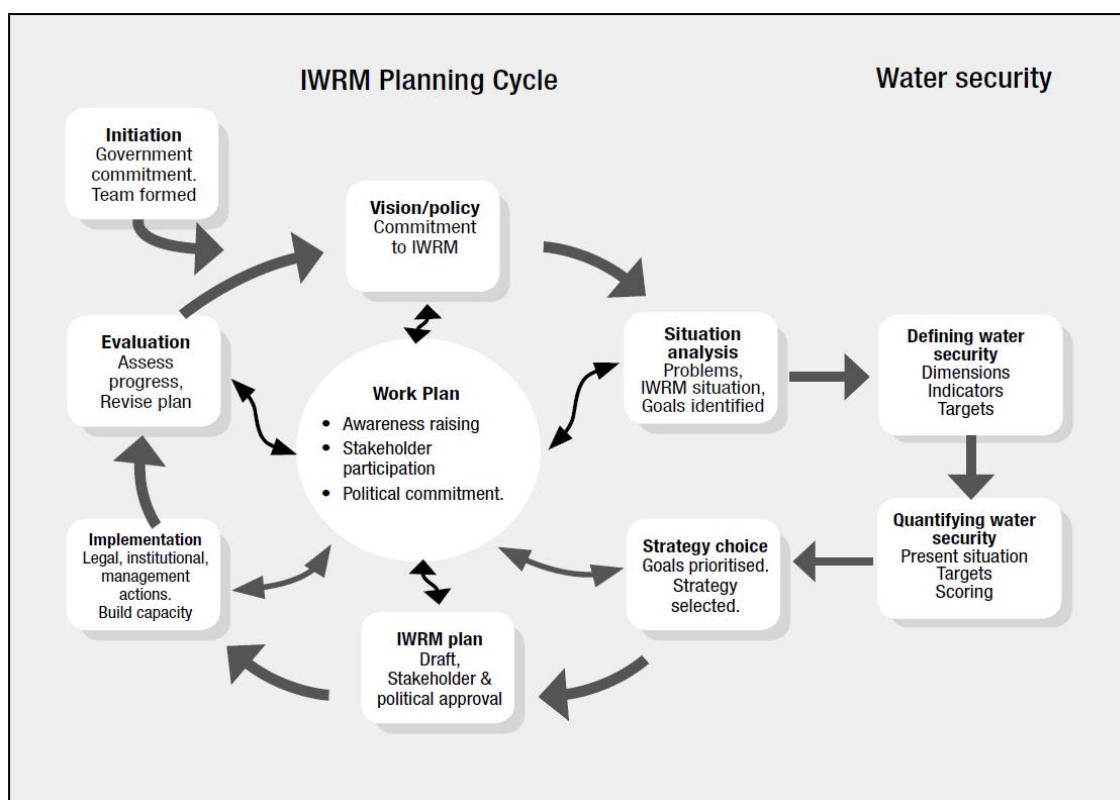 IWRM Planning Cycle
Water security
Initiation
Government
commitment.
Team formed
Vision/policy
Commitment
to IWRM
Situation
analysis
Problems,
IWRM situation,
Goals identified
Defining water
security
Dimensions
Indicators
Targets
Quantifying water
security
Present situation
Targets
Scoring
Strategy choice
Goals prioritised.
Strategy
selected.
IWRM plan
Draft,
Stakeholder &
political approval
Implementation
Legal, institutional,
management
actions.
Build capacity
Evaluation
Assess
progress,
Revise plan
Work Plan
• Awareness raising
• Stakeholder
participation
• Political commitment.